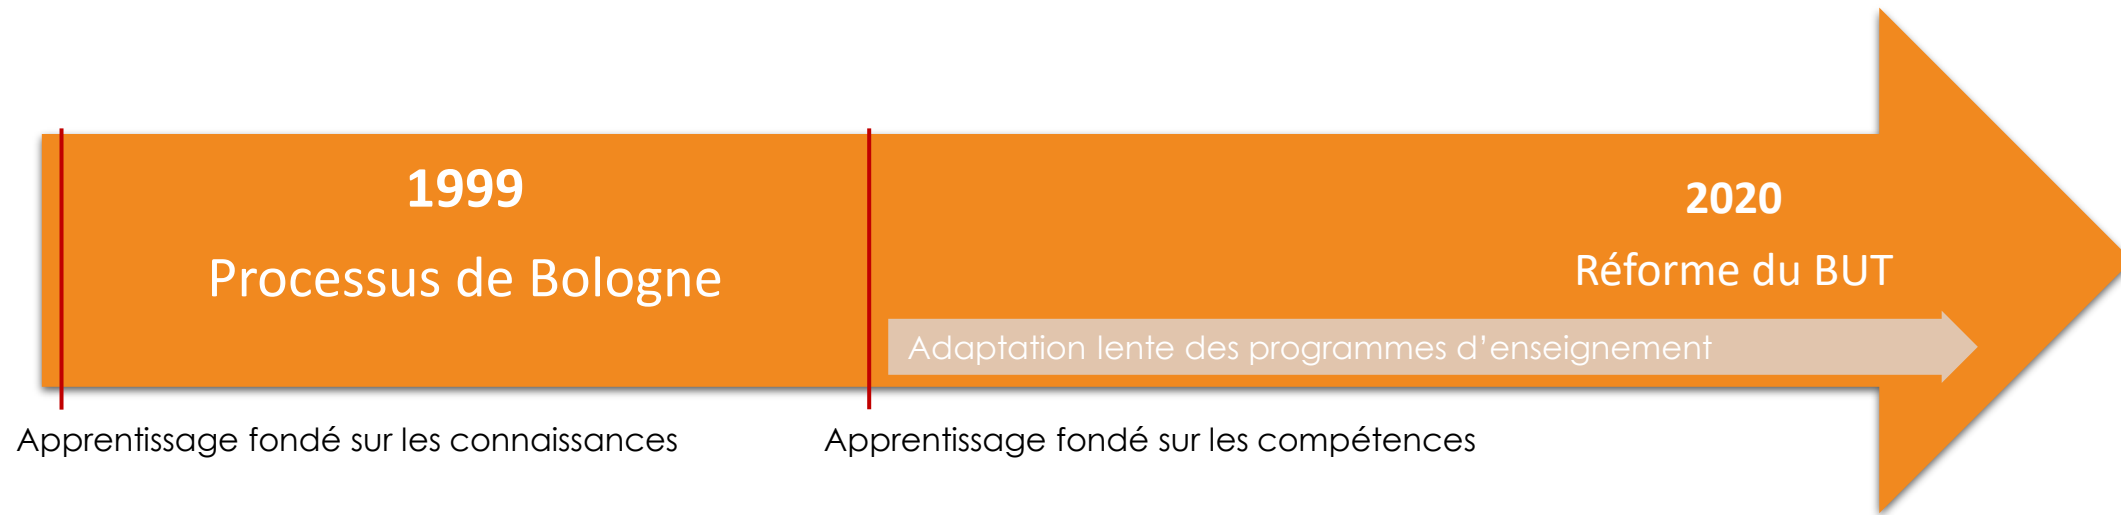 1999
Processus de Bologne
2020
Réforme du BUT
Adaptation lente des programmes d’enseignement
Apprentissage fondé sur les connaissances
Apprentissage fondé sur les compétences